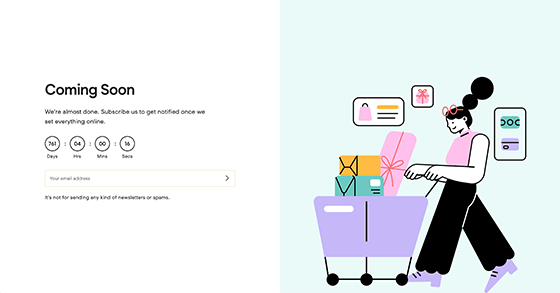 Coming Soon
We're almost done. Subscribe us to get notified once we
set everything online.
761 : 04 : 00 : 16
Days Hrs Mins Secs
Your email address
It's not for sending any kind of newsletters or spams.